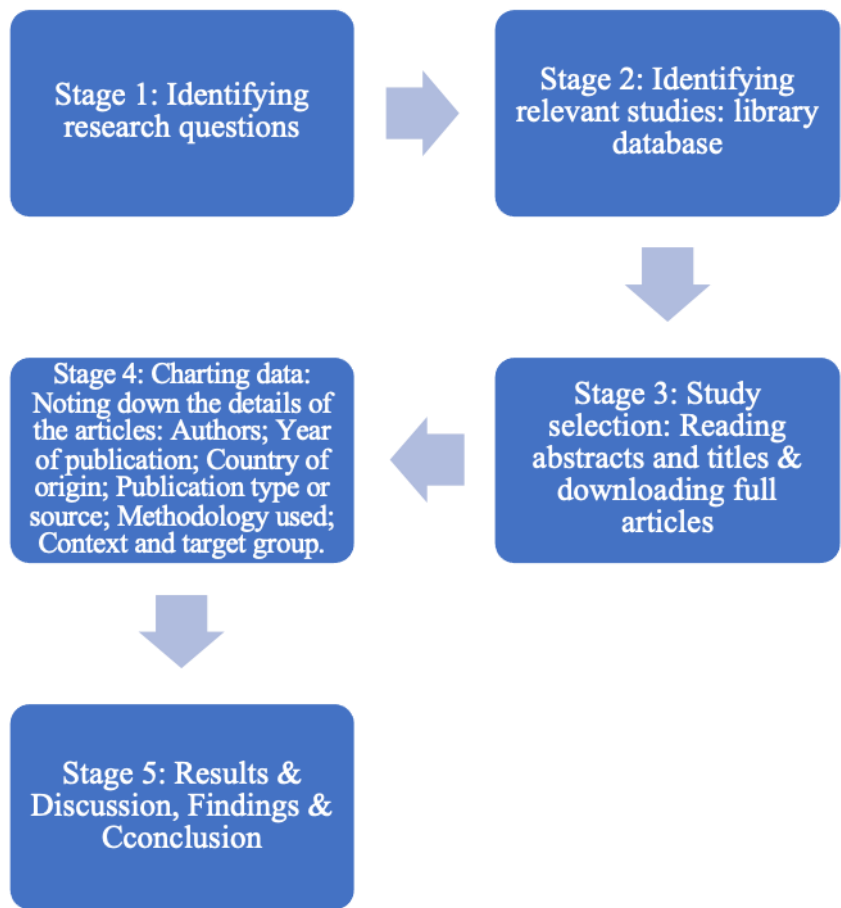 Stage 1: Identifying
research questions
Stage 2: Identifying
relevant studies: library
database
Stage 3: Study
selection: Reading
abstracts and titles &
downloading full
articles
Stage 4: Charting data:
Noting down the details of
the articles: Authors; Year
of publication; Country of
origin; Publication type or
source; Methodology used;
Context and target group.
Stage 5: Results &
Discussion, Findings &
Cconclusion